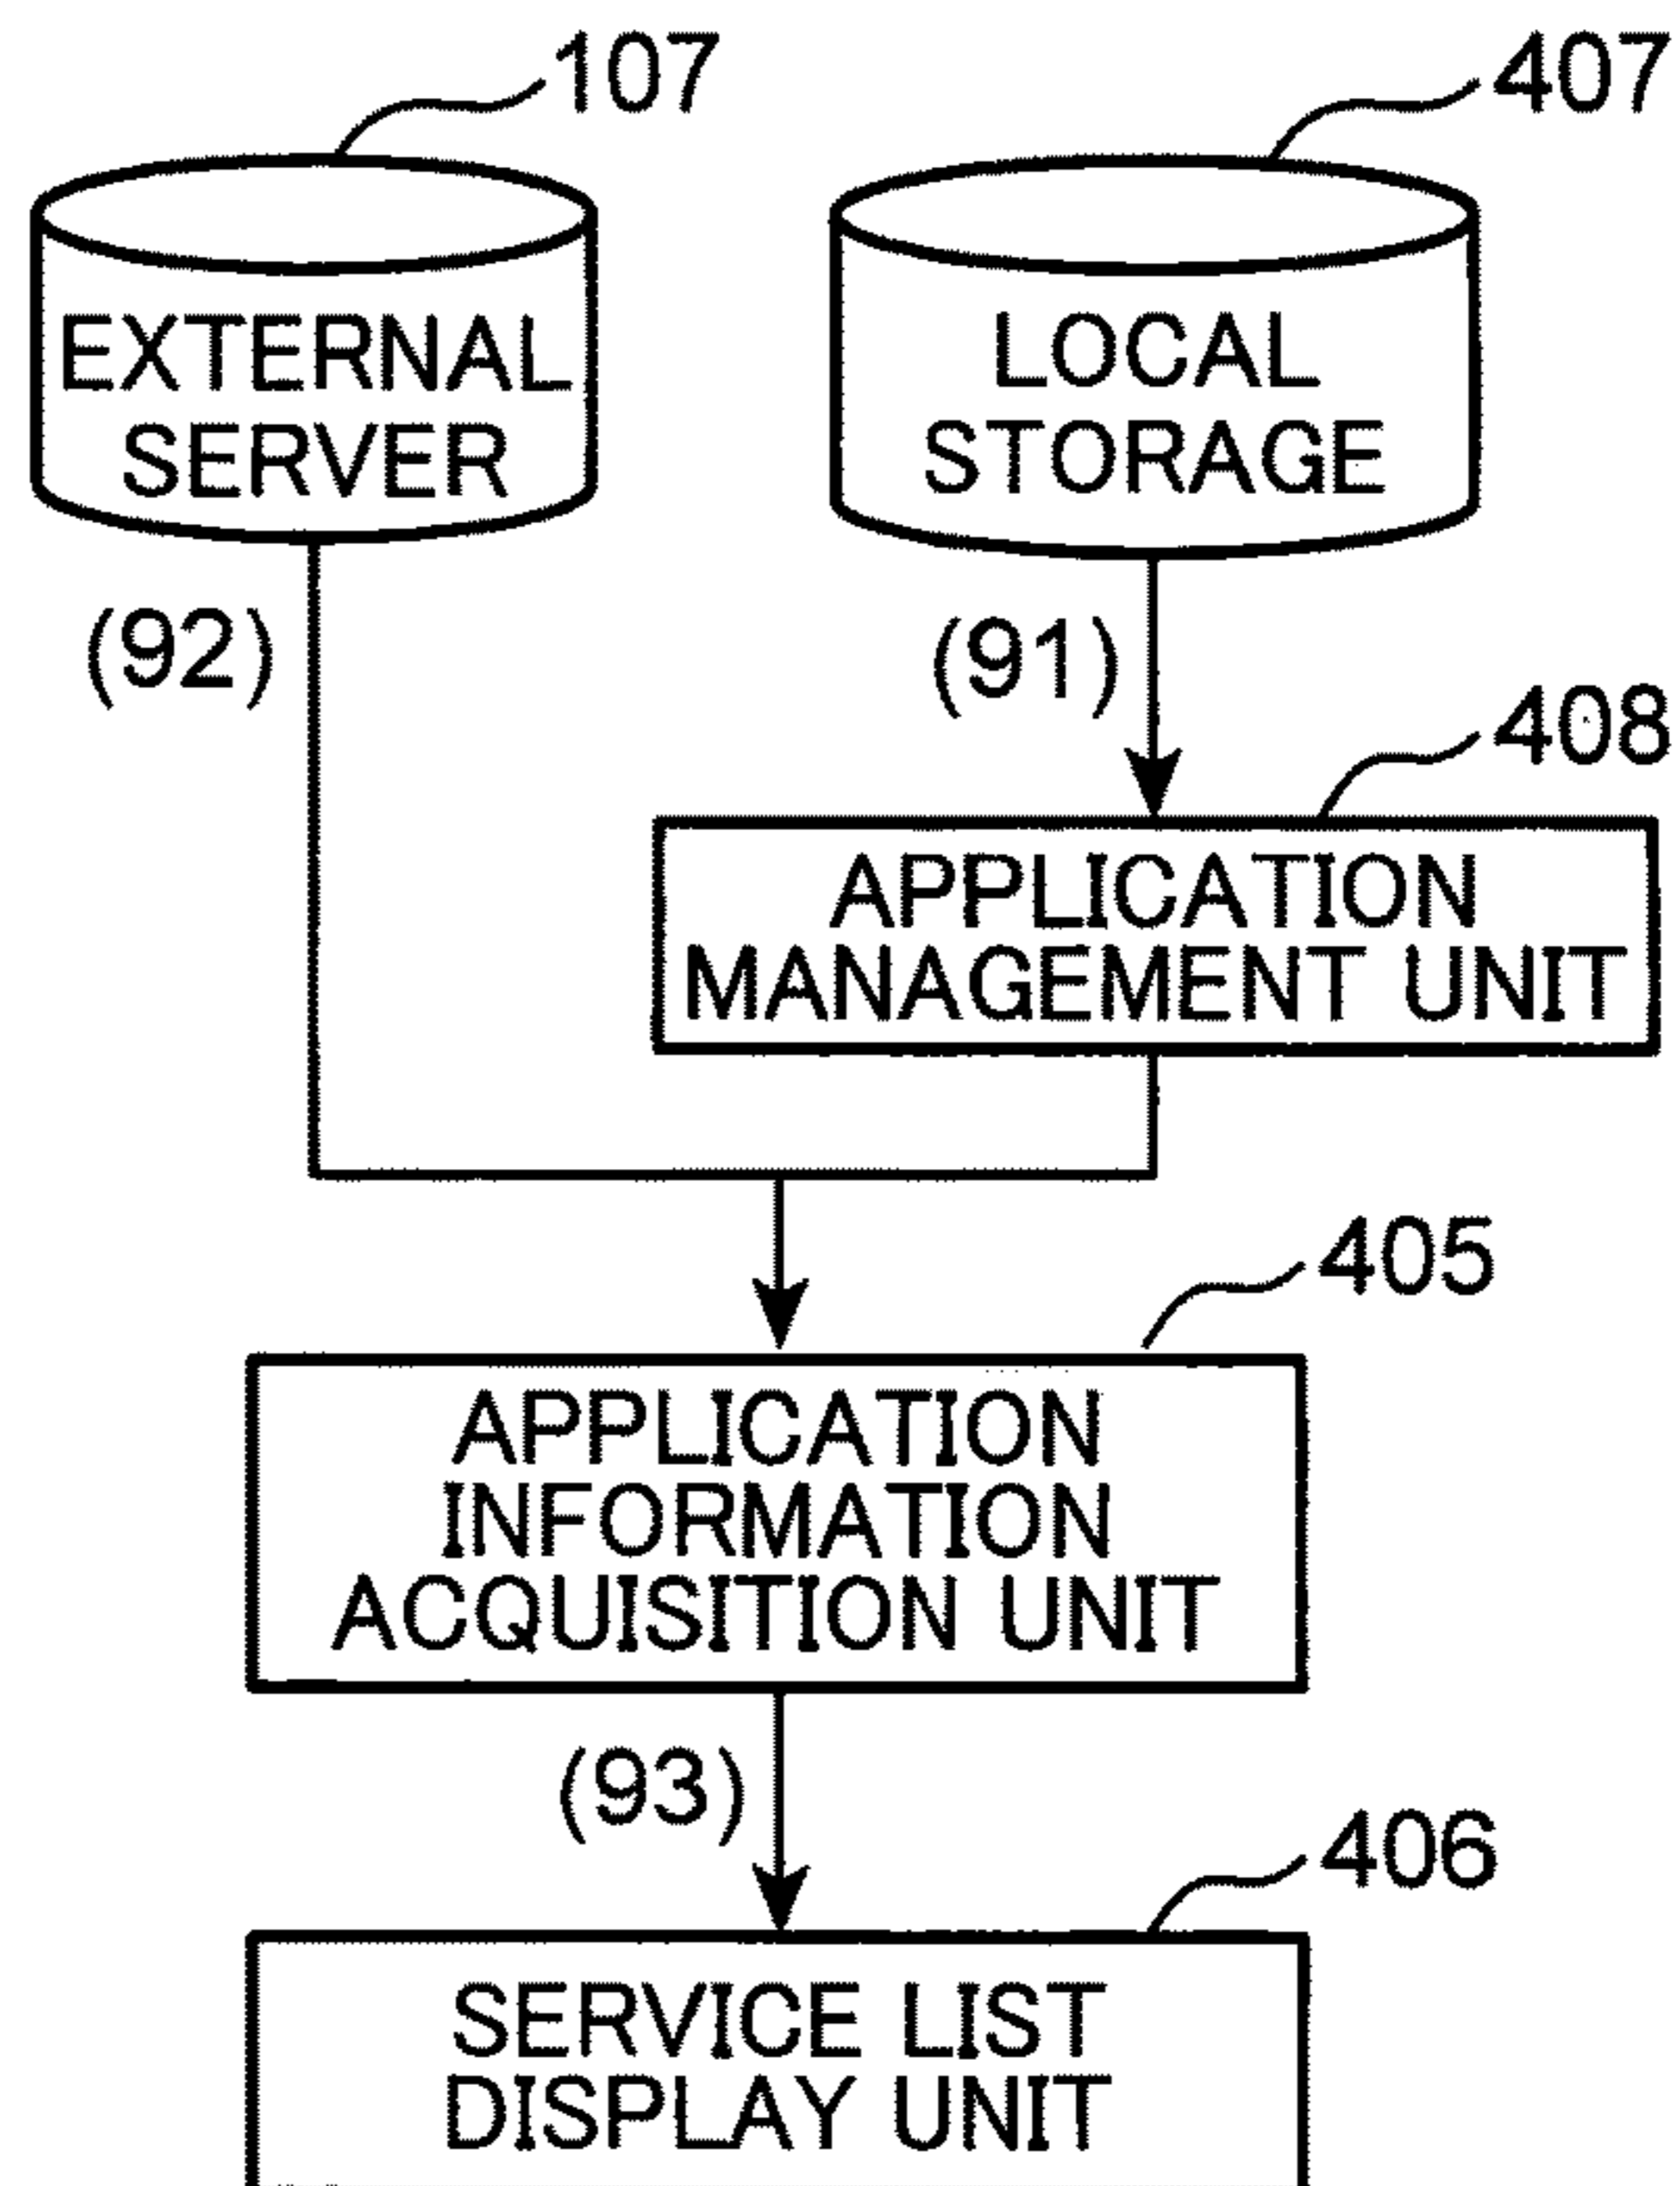 107
407
EXTERNAL
SERVER
LOCAL
STORAGE
(92)
(91)
408
APPLICATION
MANAGEMENT UNIT
405
APPLICATION
INFORMATION
ACQUISITION UNIT
(93)
406
SERVICE LIST
DISPLAY UNIT